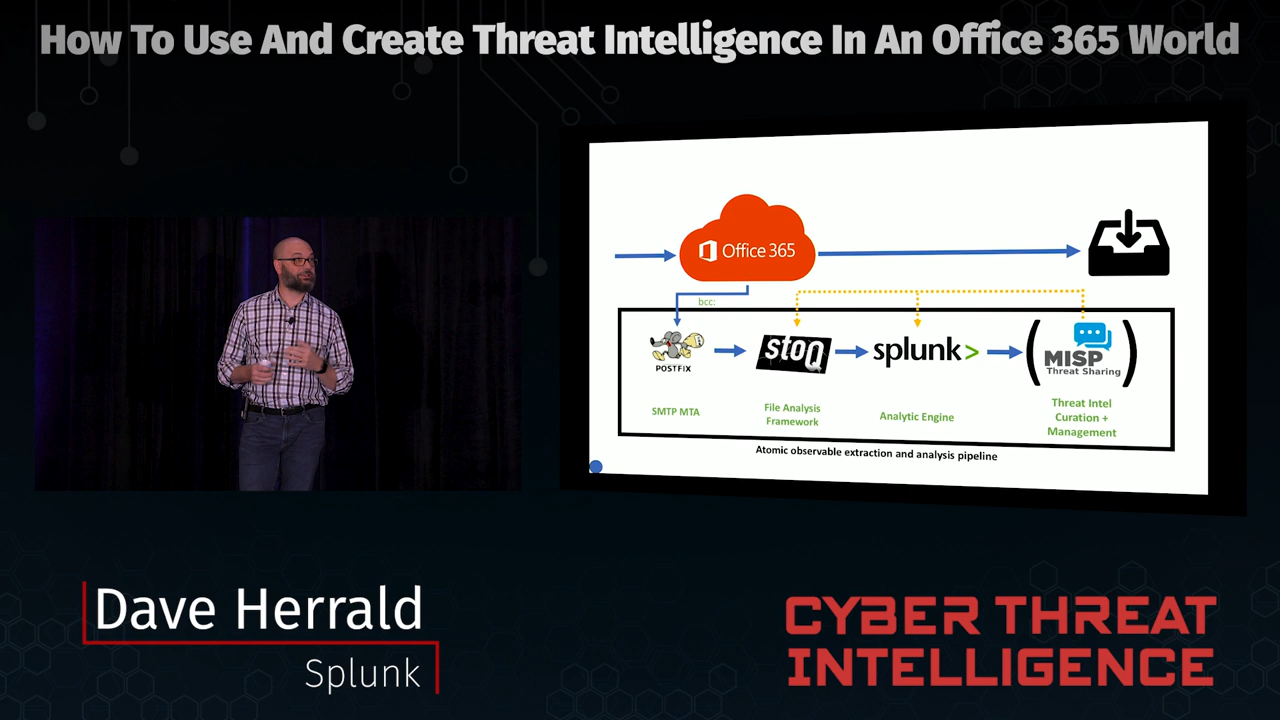 How To Use And Create Threat Intelligence In An Office 365 World
Office 365
bcc:
POSTFIX
stoQ
splunk>
MISP
Threat Sharing
SMTP MTA
File Analysis
Framework
Analytic Engine
Threat Intel
Curation +
Management
Atomic observable extraction and analysis pipeline
Dave Herrald
Splunk
CYBER THREAT
INTELLIGENCE